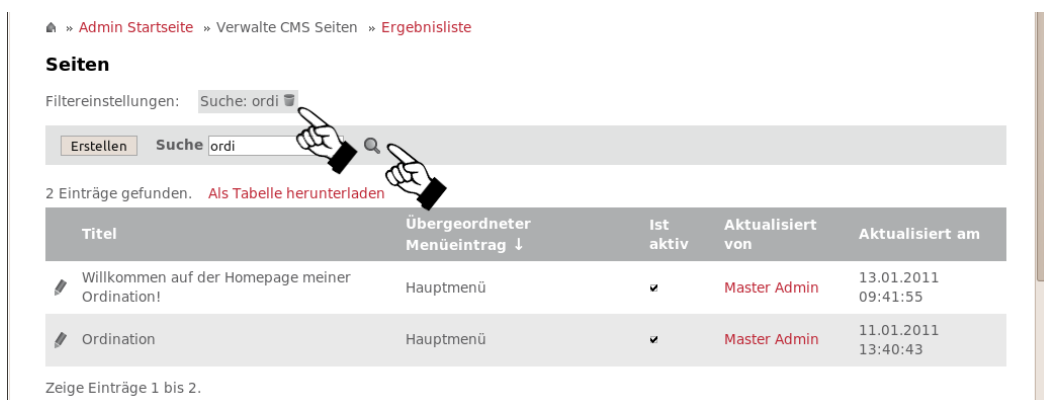 » Admin Startseite » Verwalte CMS Seiten » Ergebnisliste
Seiten
Filtereinstellungen: Suche: ordi
Erstellen Suche ordi
2 Einträge gefunden. Als Tabelle herunterladen
Titel Übergeordneter Menüeintrag ↓ Ist aktiv Aktualisiert von Aktualisiert am
Willkommen auf der Homepage meiner Ordination! Hauptmenü Master Admin 13.01.2011 09:41:55
Ordination Hauptmenü Master Admin 11.01.2011 13:40:43
Zeige Einträge 1 bis 2.